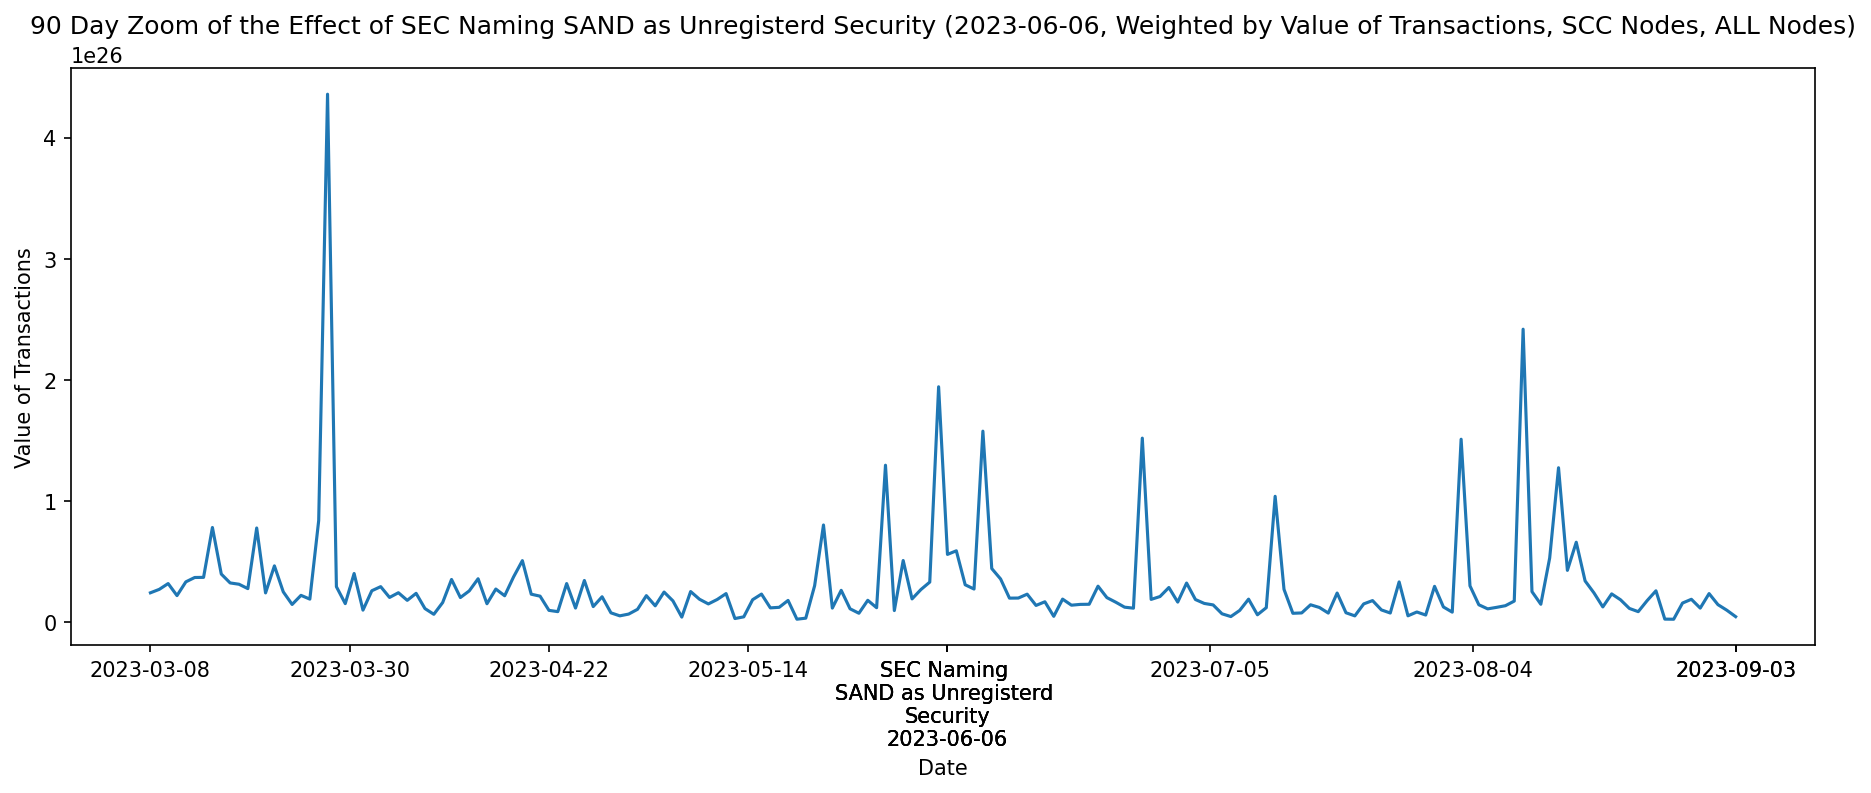 90 Day Zoom of the Effect of SEC Naming SAND as Unregisterd Security (2023-06-06, Weighted by Value of Transactions, SCC Nodes, ALL Nodes)
1e26
4
3
2
1
0
Value of Transactions
2023-03-08 2023-03-30 2023-04-22 2023-05-14 SEC Naming 2023-07-05 2023-08-04 2023-09-03
SAND as Unregisterd
Security
2023-06-06
Date